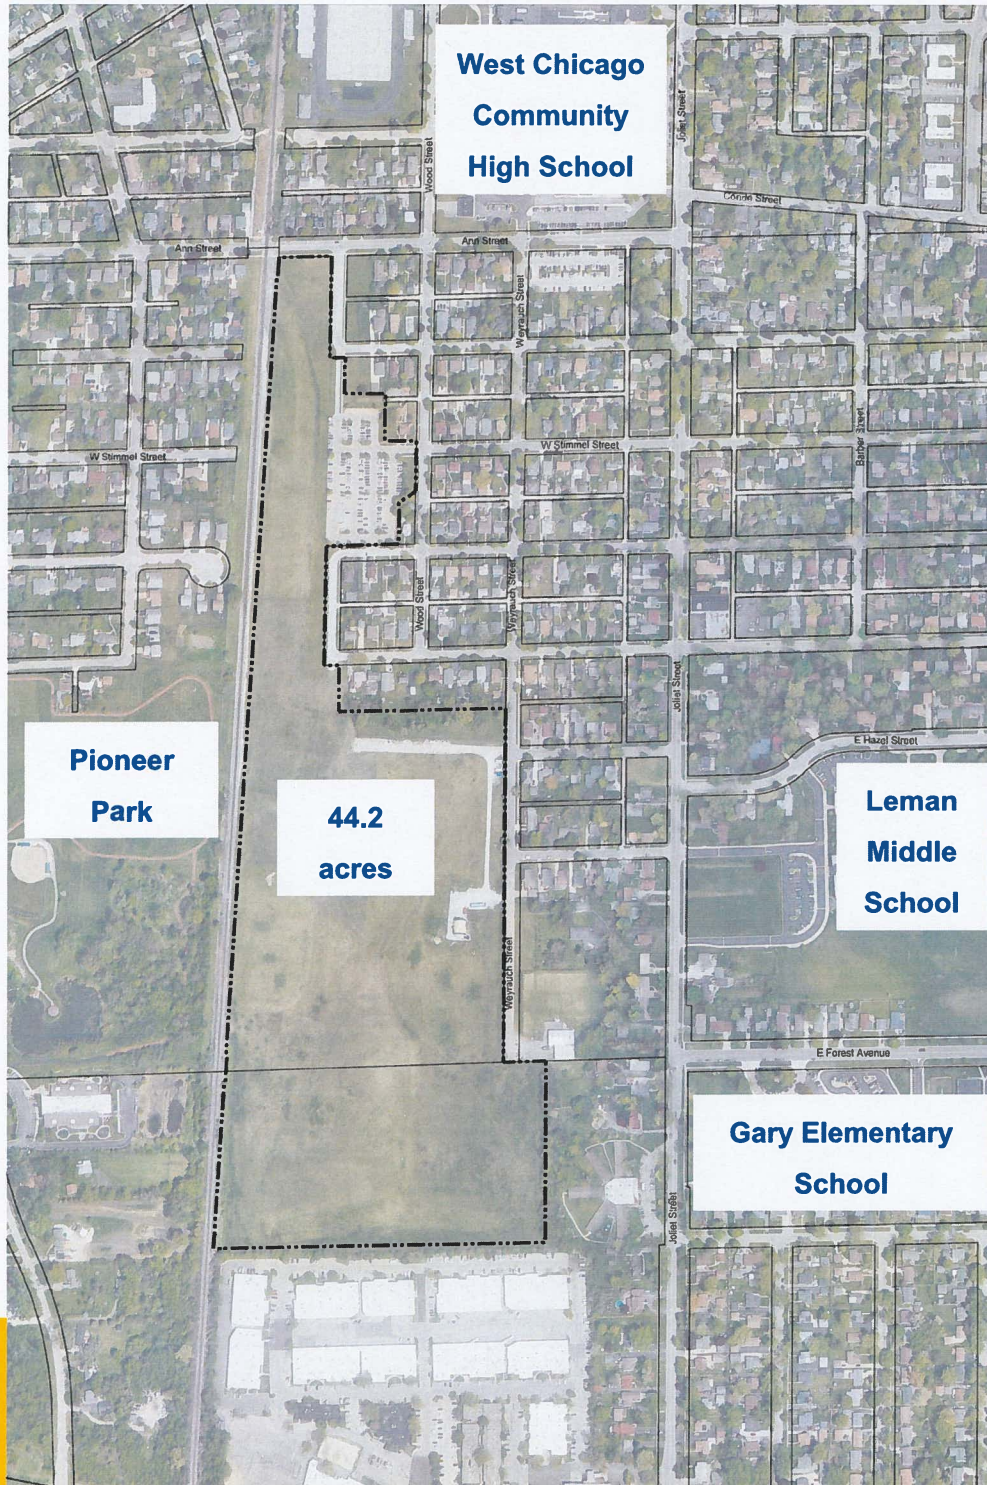 West Chicago
Community
High School
Joliet Street
Wood Street
Conde Street
Ann Street
Ann Street
Weyrauch Street
Barber Street
W Stimmel Street
W Stimmel Street
Wood Street
Weyrauch Street
Joliet Street
E Hazel Street
Pioneer
Park
44.2
acres
Leman
Middle
School
Weyrauch Street
E Forest Avenue
Gary Elementary
School
Joliet Street